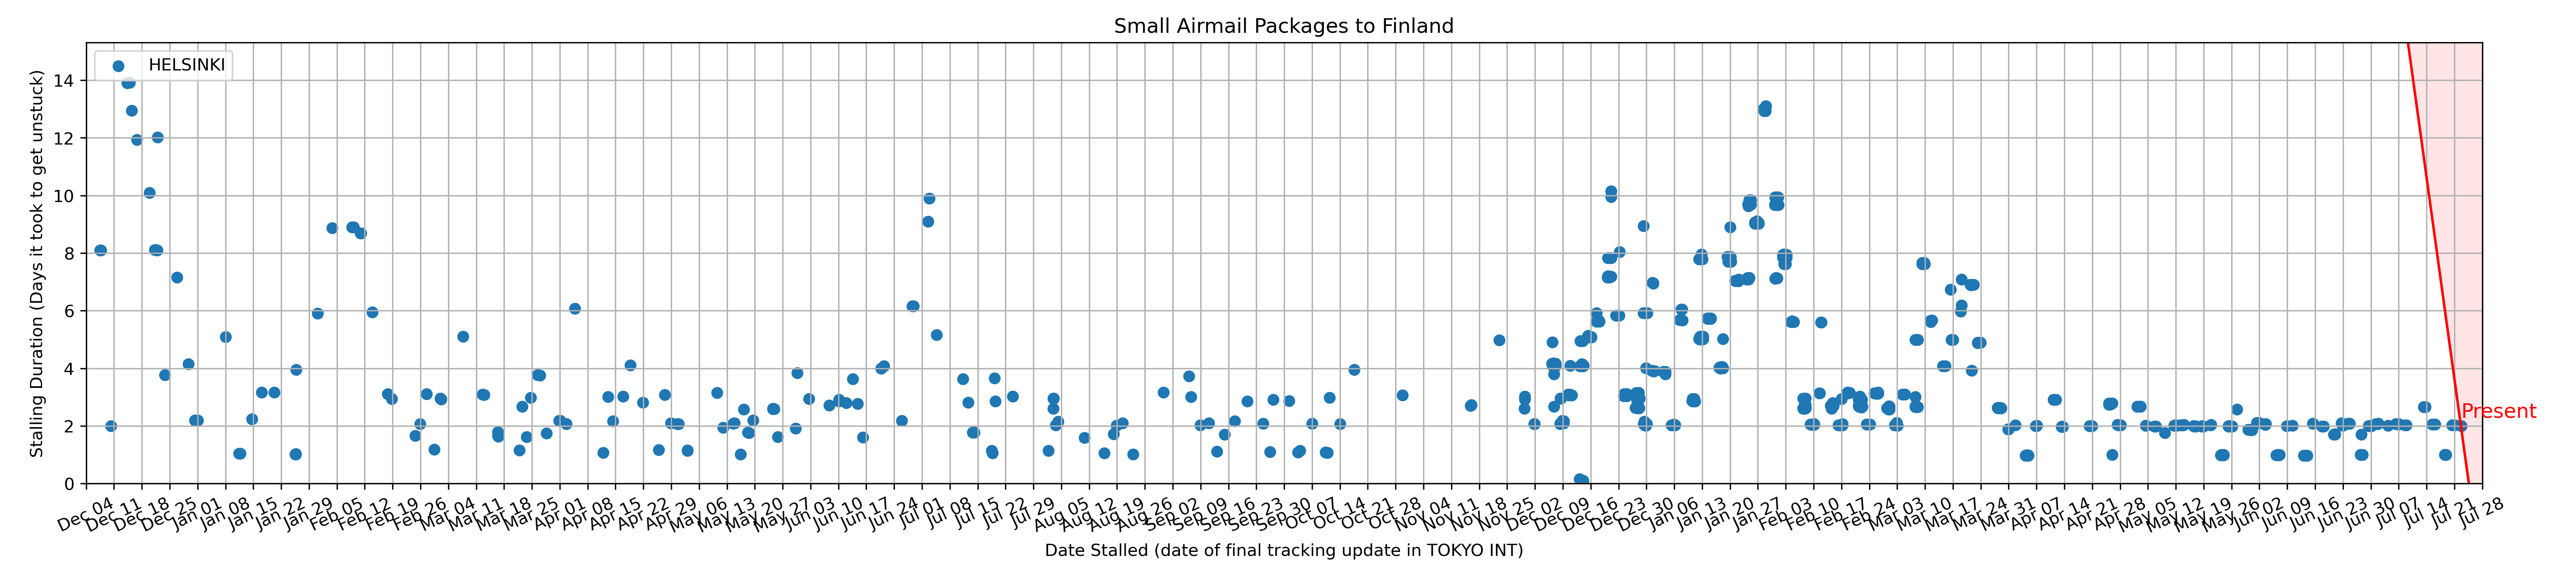 Small Airmail Packages to Finland
HELSINKI
Stalling Duration (Days it took to get unstuck)
14
12
10
8
6
4
2
0
Present
Dec 04
Dec 11
Dec 18
Dec 25
Jan 01
Jan 08
Jan 15
Jan 22
Jan 29
Feb 05
Feb 12
Feb 19
Feb 26
Mar 04
Mar 11
Mar 18
Mar 25
Apr 01
Apr 08
Apr 15
Apr 22
Apr 29
May 06
May 13
May 20
May 27
Jun 03
Jun 10
Jun 17
Jun 24
Jul 01
Jul 08
Jul 15
Jul 22
Jul 29
Aug 05
Aug 12
Aug 19
Aug 26
Sep 02
Sep 09
Sep 16
Sep 23
Sep 30
Oct 07
Oct 14
Oct 21
Oct 28
Nov 04
Nov 11
Nov 18
Nov 25
Dec 02
Dec 09
Dec 16
Dec 23
Dec 30
Jan 06
Jan 13
Jan 20
Jan 27
Feb 03
Feb 10
Feb 17
Feb 24
Mar 03
Mar 10
Mar 17
Mar 24
Mar 31
Apr 07
Apr 14
Apr 21
Apr 28
May 05
May 12
May 19
May 26
Jun 02
Jun 09
Jun 16
Jun 23
Jun 30
Jul 07
Jul 14
Jul 21
Jul 28
Date Stalled (date of final tracking update in TOKYO INT)